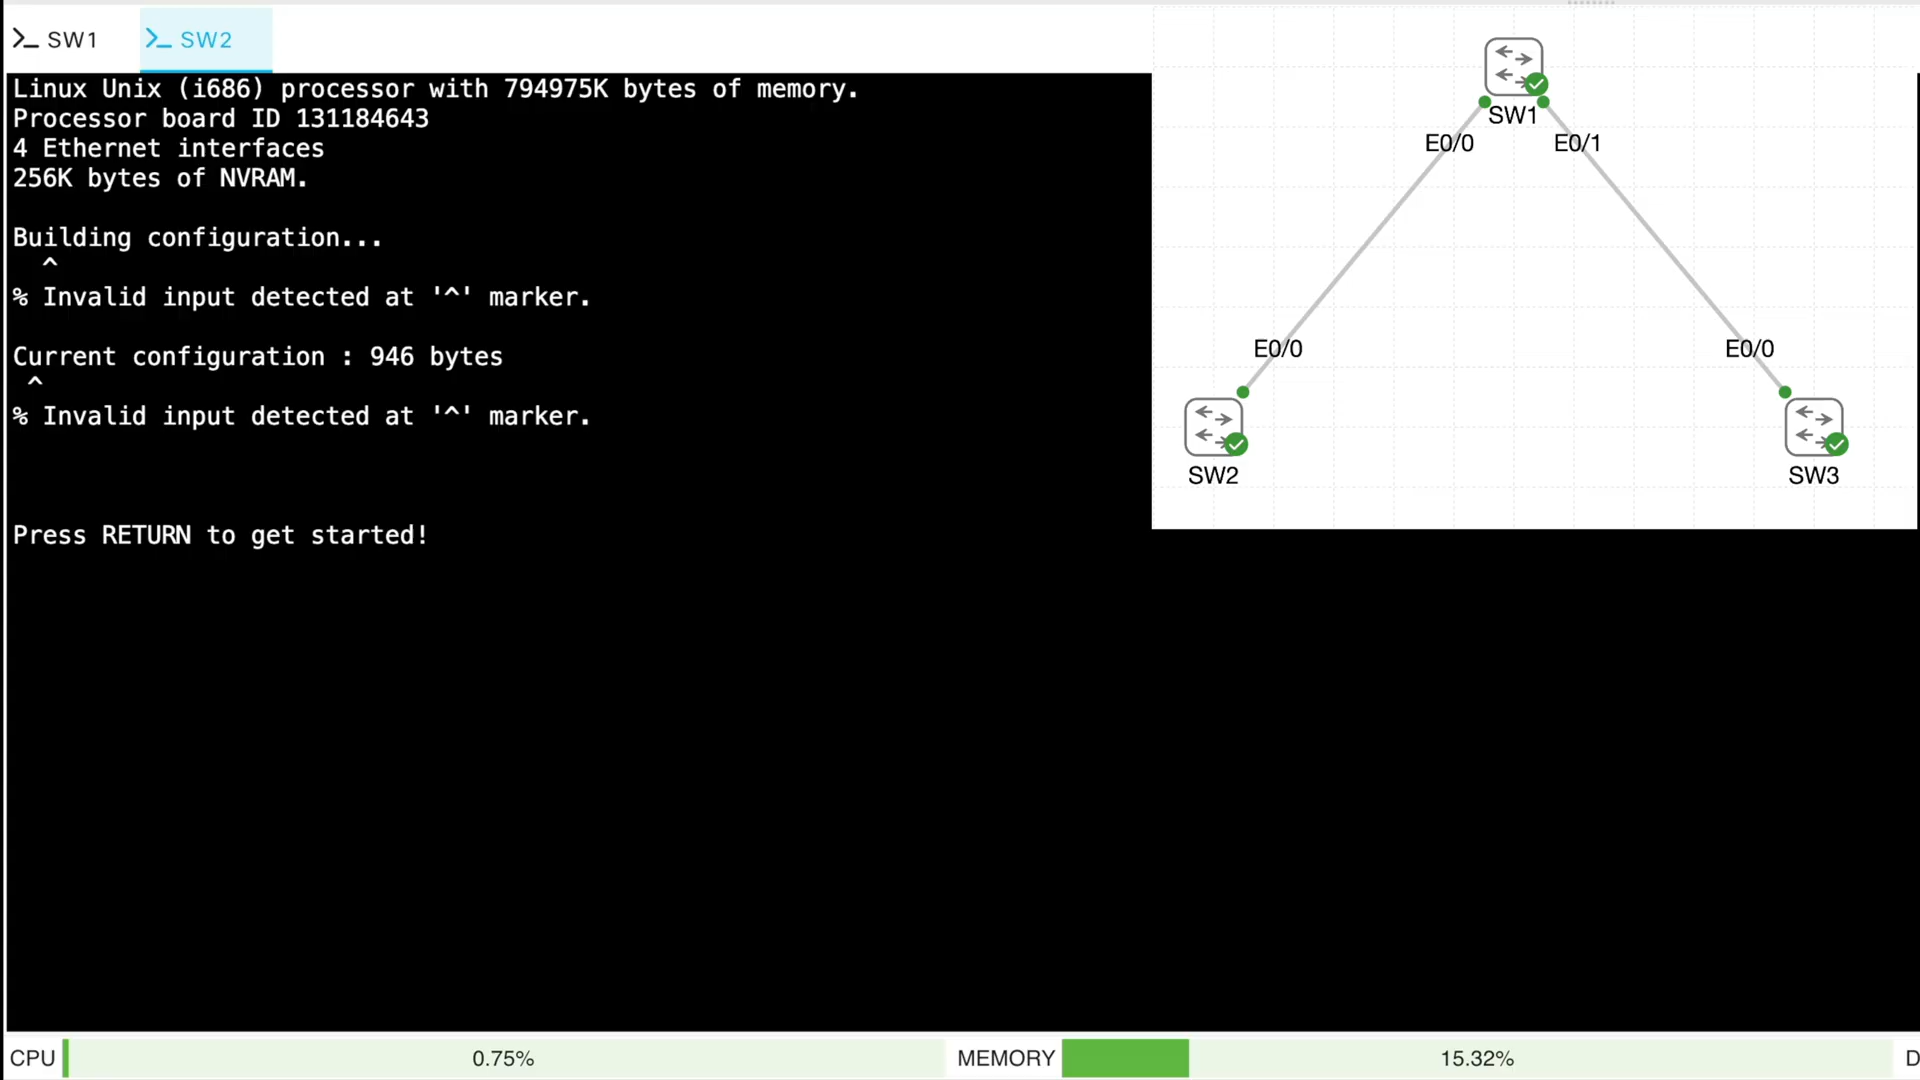 >_ SW1
>_ SW2
Linux Unix (i686) processor with 794975K bytes of memory.
Processor board ID 131184643
4 Ethernet interfaces
256K bytes of NVRAM.
Building configuration...
^
% Invalid input detected at '^' marker.
Current configuration : 946 bytes
^
% Invalid input detected at '^' marker.
Press RETURN to get started!
SW1
E0/0
E0/1
E0/0
E0/0
SW2
SW3
CPU
0.75%
MEMORY
15.32%
D